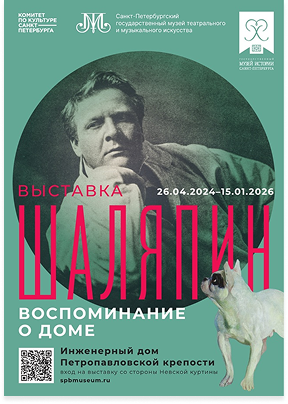 КОМИТЕТ
ПО КУЛЬТУРЕ
САНКТ—
ПЕТЕРБУРГА
Санкт-Петербургский
государственный музей театрального
и музыкального искусства
ГОСУДАРСТВЕННЫЙ
МУЗЕЙ ИСТОРИИ
САНКТ-ПЕТЕРБУРГА
ВЫСТАВКА
26.04.2024–15.01.2026
ШАЛЯПИН
ВОСПОМИНАНИЕ
О ДОМЕ
Инженерный дом
Петропавловской крепости
вход на выставку со стороны Невской куртины
spbmuseum.ru